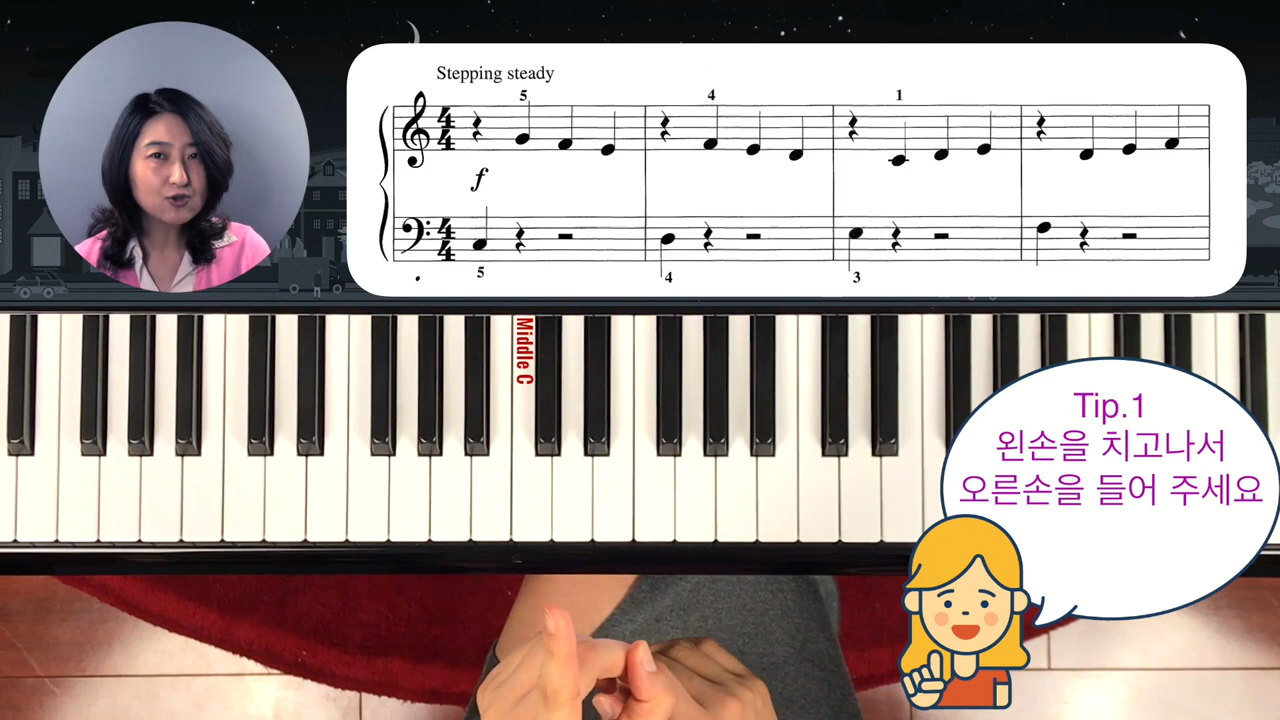 Stepping steady
5 4 1
f
5 4 3
Middle C
Tip.1
왼손을 치고나서
오른손을 들어 주세요